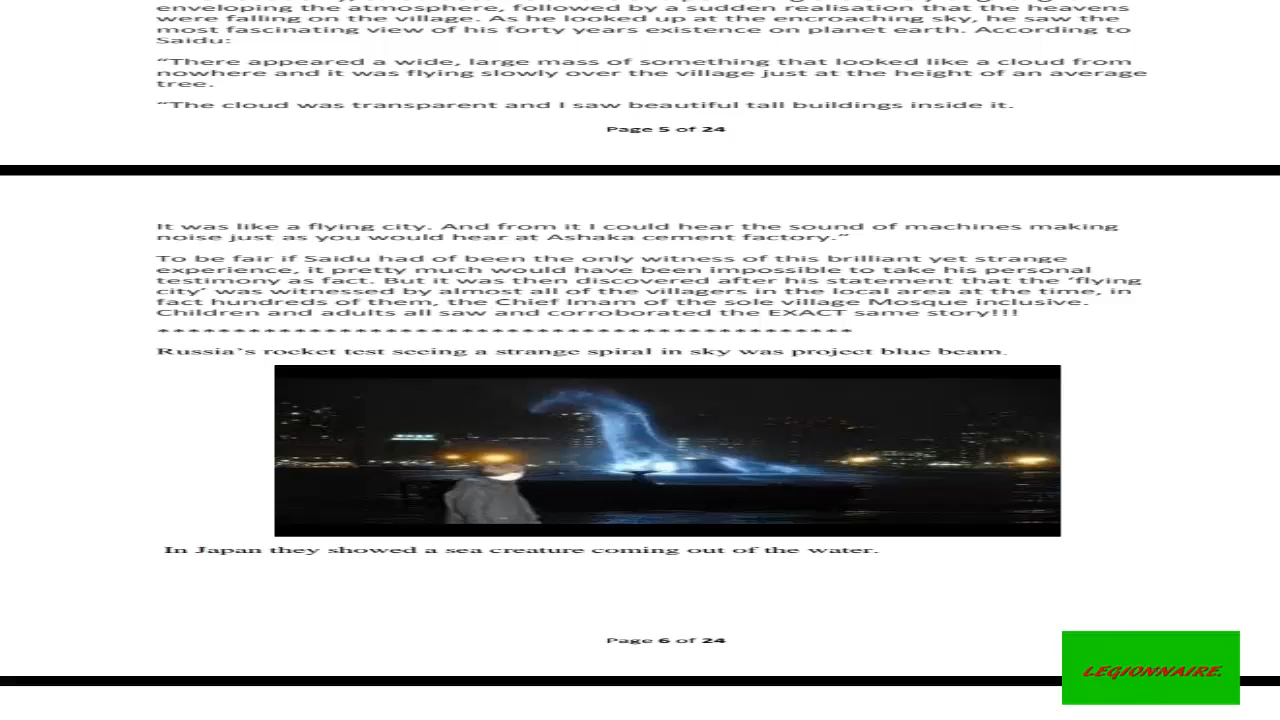 enveloping the atmosphere, followed by a sudden realisation that the heavens
were falling on the village. As he looked up at the encroaching sky, he saw the
most fascinating view of his forty years existence on planet earth. According to
Saidu:
“There appeared a wide, large mass of something that looked like a cloud from
nowhere and it was flying slowly over the village just at the height of an average
tree.
“The cloud was transparent and I saw beautiful tall buildings inside it.
Page 5 of 24
It was like a flying city. And from it I could hear the sound of machines making
noise just as you would hear at Ashaka cement factory.”
To be fair if Saidu had of been the only witness of this brilliant yet strange
experience, it pretty much would have been impossible to take his personal
testimony as fact. But it was then discovered after his statement that the ‘flying
city’ was witnessed By almost all of the villagers in the local area at the time, in
fact hundreds of them, the Chief Imam of the sole village Mosque inclusive.
Children and adults all saw and corroborated the EXACT same story!!!
**********************************************
Russia’s rocket test seeing a strange spiral in sky was project blue beam.
In Japan they showed a sea creature coming out of the water.
Page 6 of 24
LEGIONNAIRE.